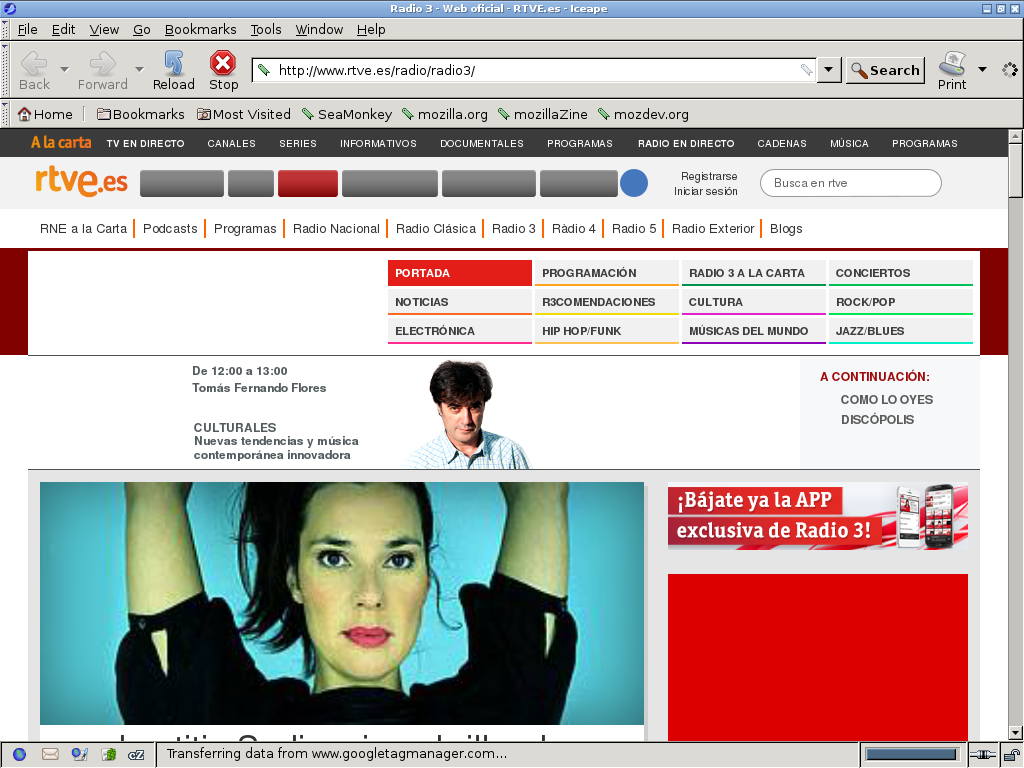 Radio 3 - Web oficial - RTVE.es - Iceape
File Edit View Go Bookmarks Tools Window Help
Back Forward Reload Stop http://www.rtve.es/radio/radio3/ Search Print
Home Bookmarks Most Visited SeaMonkey mozilla.org mozillaZine mozdev.org
A la carta TV EN DIRECTO CANALES SERIES INFORMATIVOS DOCUMENTALES PROGRAMAS RADIO EN DIRECTO CADENAS MÚSICA PROGRAMAS
rtve.es
Registrarse
Iniciar sesión
Busca en rtve
RNE a la Carta Podcasts Programas Radio Nacional Radio Clásica Radio 3 Ràdio 4 Radio 5 Radio Exterior Blogs
PORTADA PROGRAMACIÓN RADIO 3 A LA CARTA CONCIERTOS
NOTICIAS R3COMENDACIONES CULTURA ROCK/POP
ELECTRÓNICA HIP HOP/FUNK MÚSICAS DEL MUNDO JAZZ/BLUES
De 12:00 a 13:00
Tomás Fernando Flores
CULTURALES
Nuevas tendencias y música
contemporánea innovadora
A CONTINUACIÓN:
COMO LO OYES
DISCÓPOLIS
¡Bájate ya la APP
exclusiva de Radio 3!
Transferring data from www.googletagmanager.com...